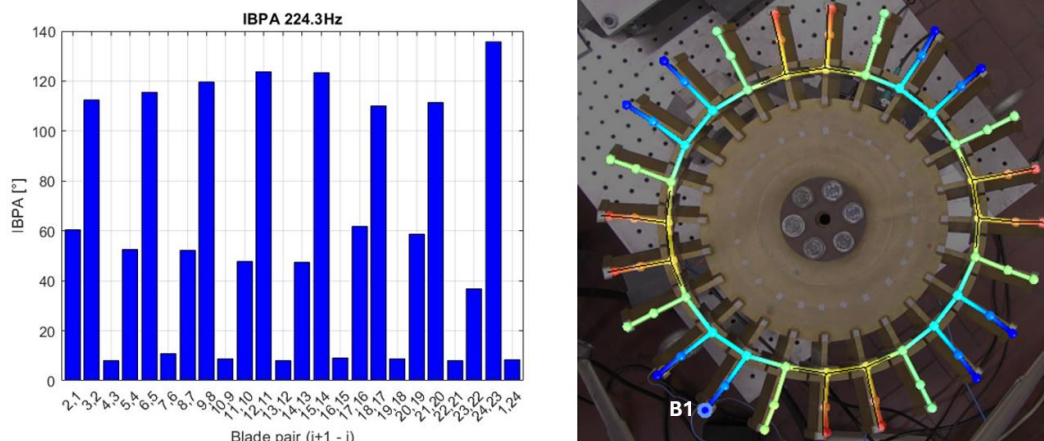 IBPA 224.3Hz
IBPA [°]
140
120
100
80
60
40
20
0
2,1 3,2 4,3 5,4 6,5 7,6 8,7 9,8 10,9 11,10 12,11 13,12 14,13 15,14 16,15 17,16 18,17 19,18 20,19 21,20 22,21 23,22 24,23 1,24
Blade pair (i+1 - i)
B1